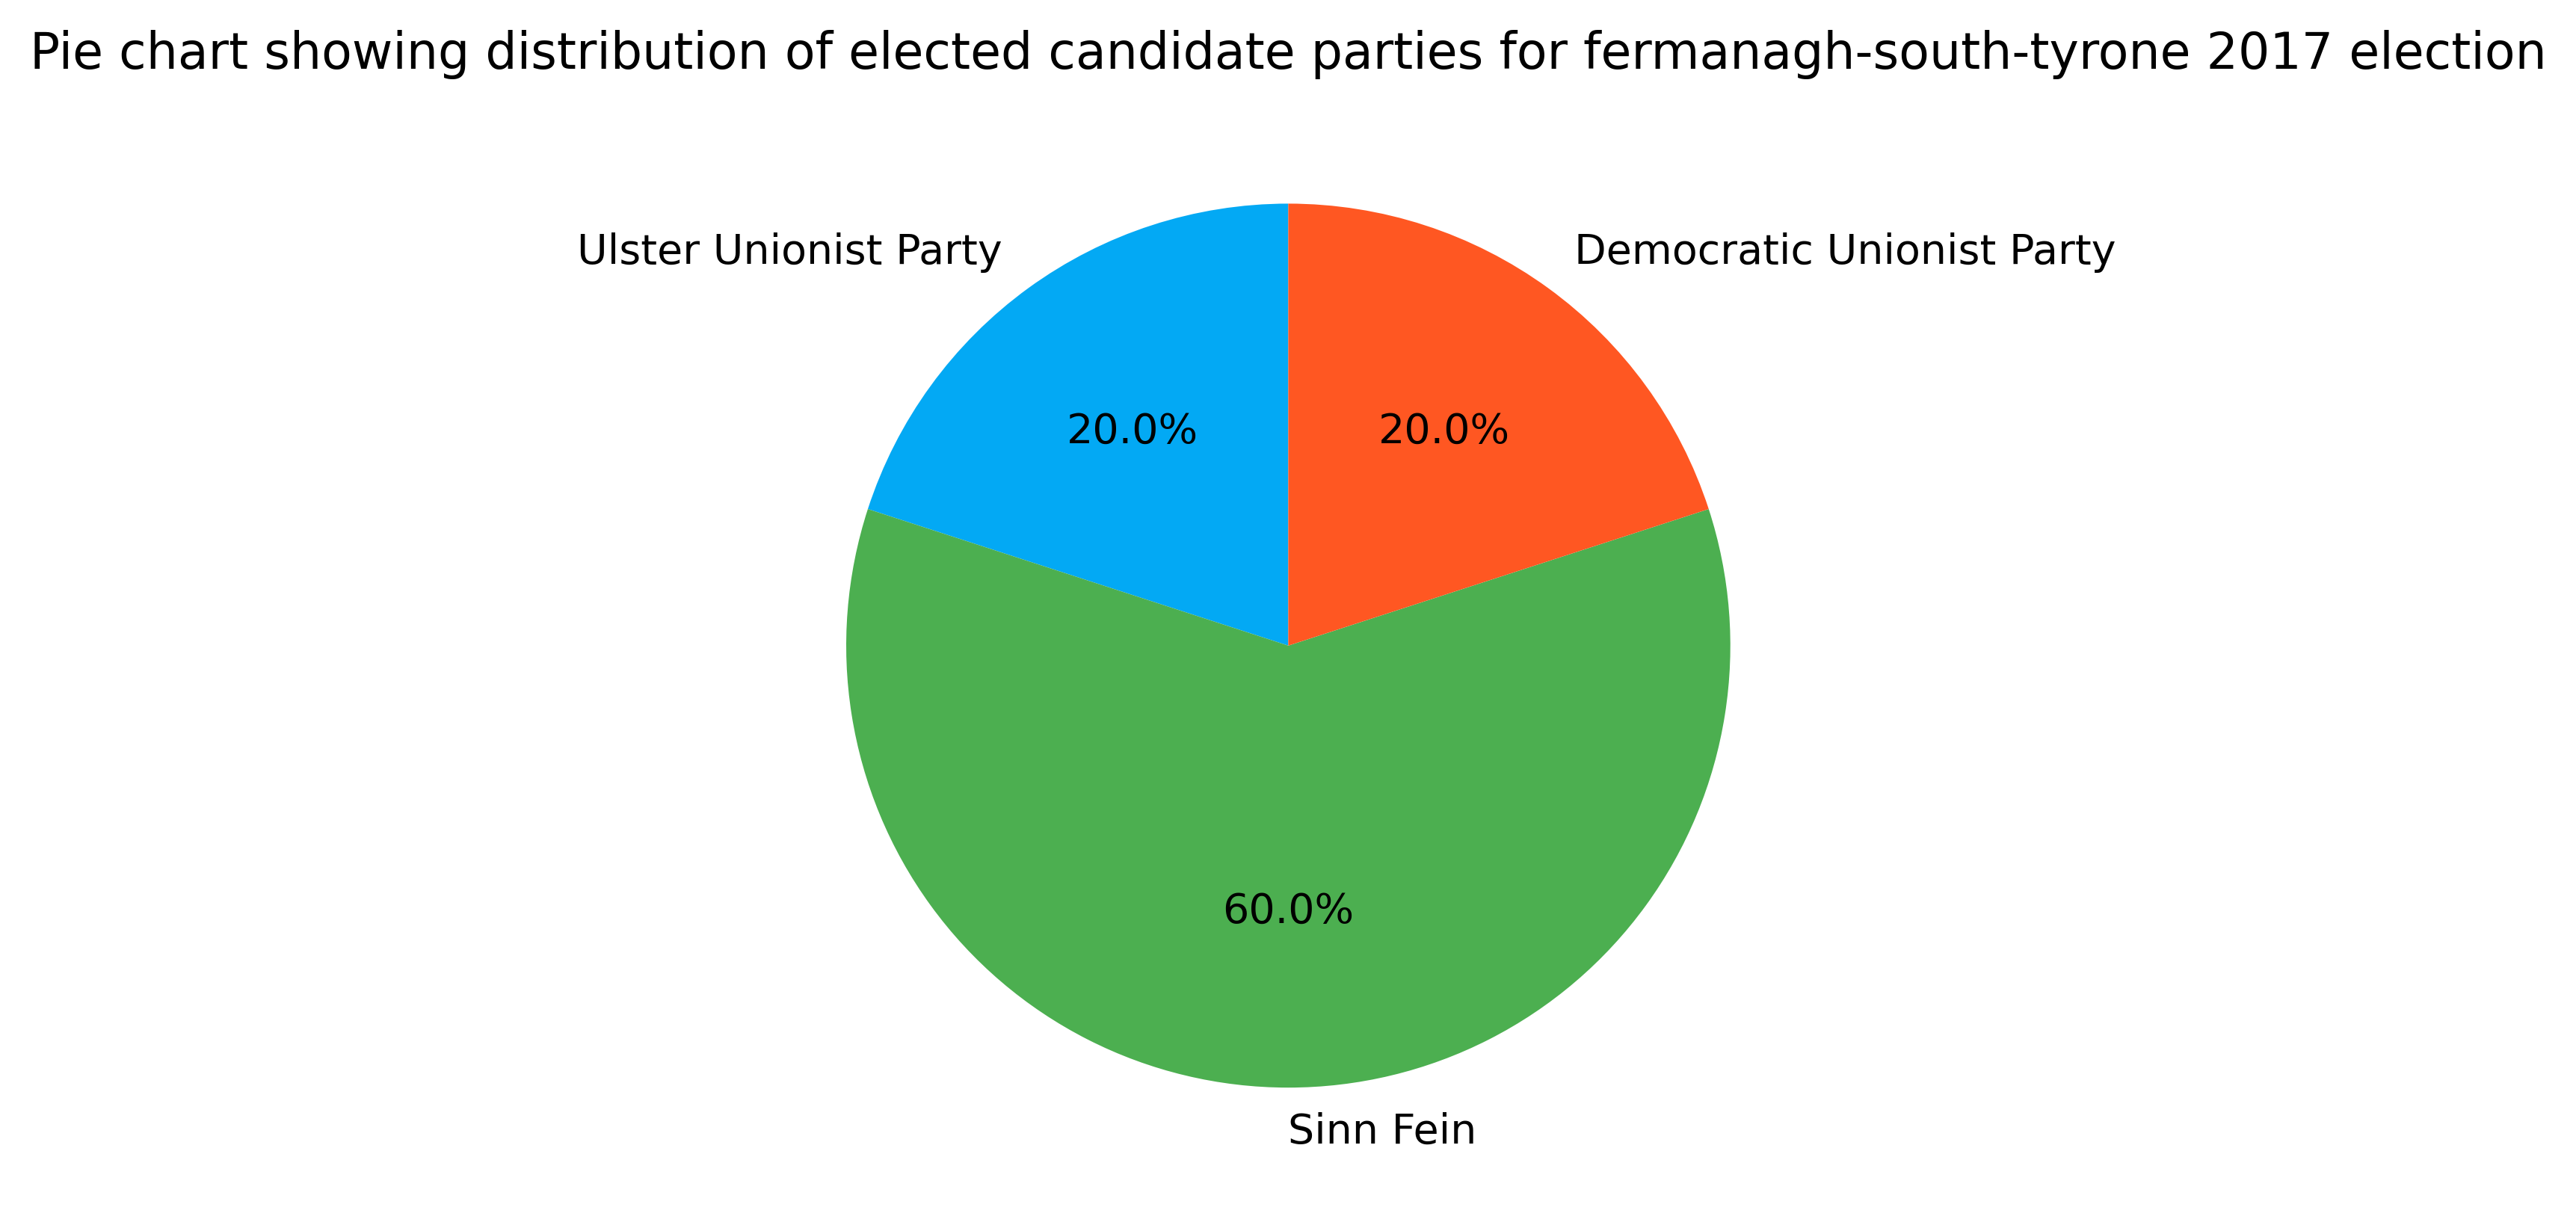 Pie chart showing distribution of elected candidate parties for fermanagh-south-tyrone 2017 election
Ulster Unionist Party
Democratic Unionist Party
20.0%
20.0%
60.0%
Sinn Fein